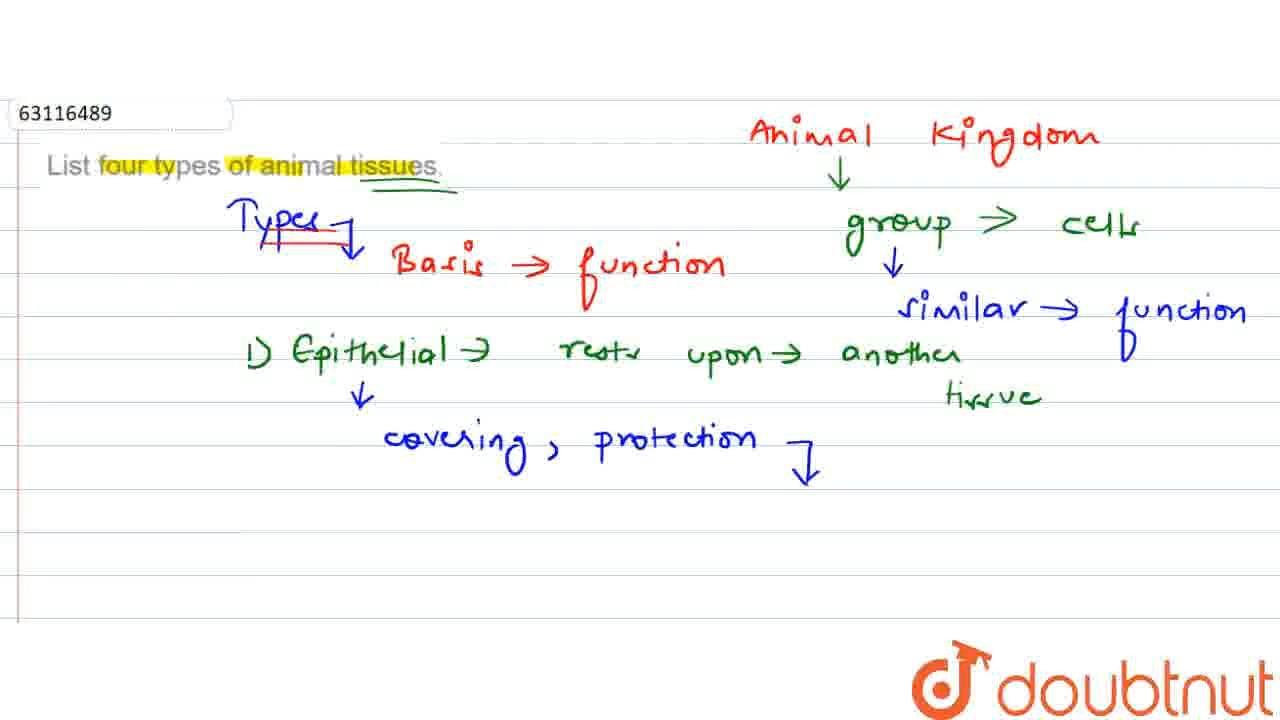 63116489
List four types of animal tissues.
Animal Kingdom
↓
group → cells
↓
similar → function
Types
Basis → function
1) Epithelial → rests upon → another
tissue
↓
covering, protection
doubtnut